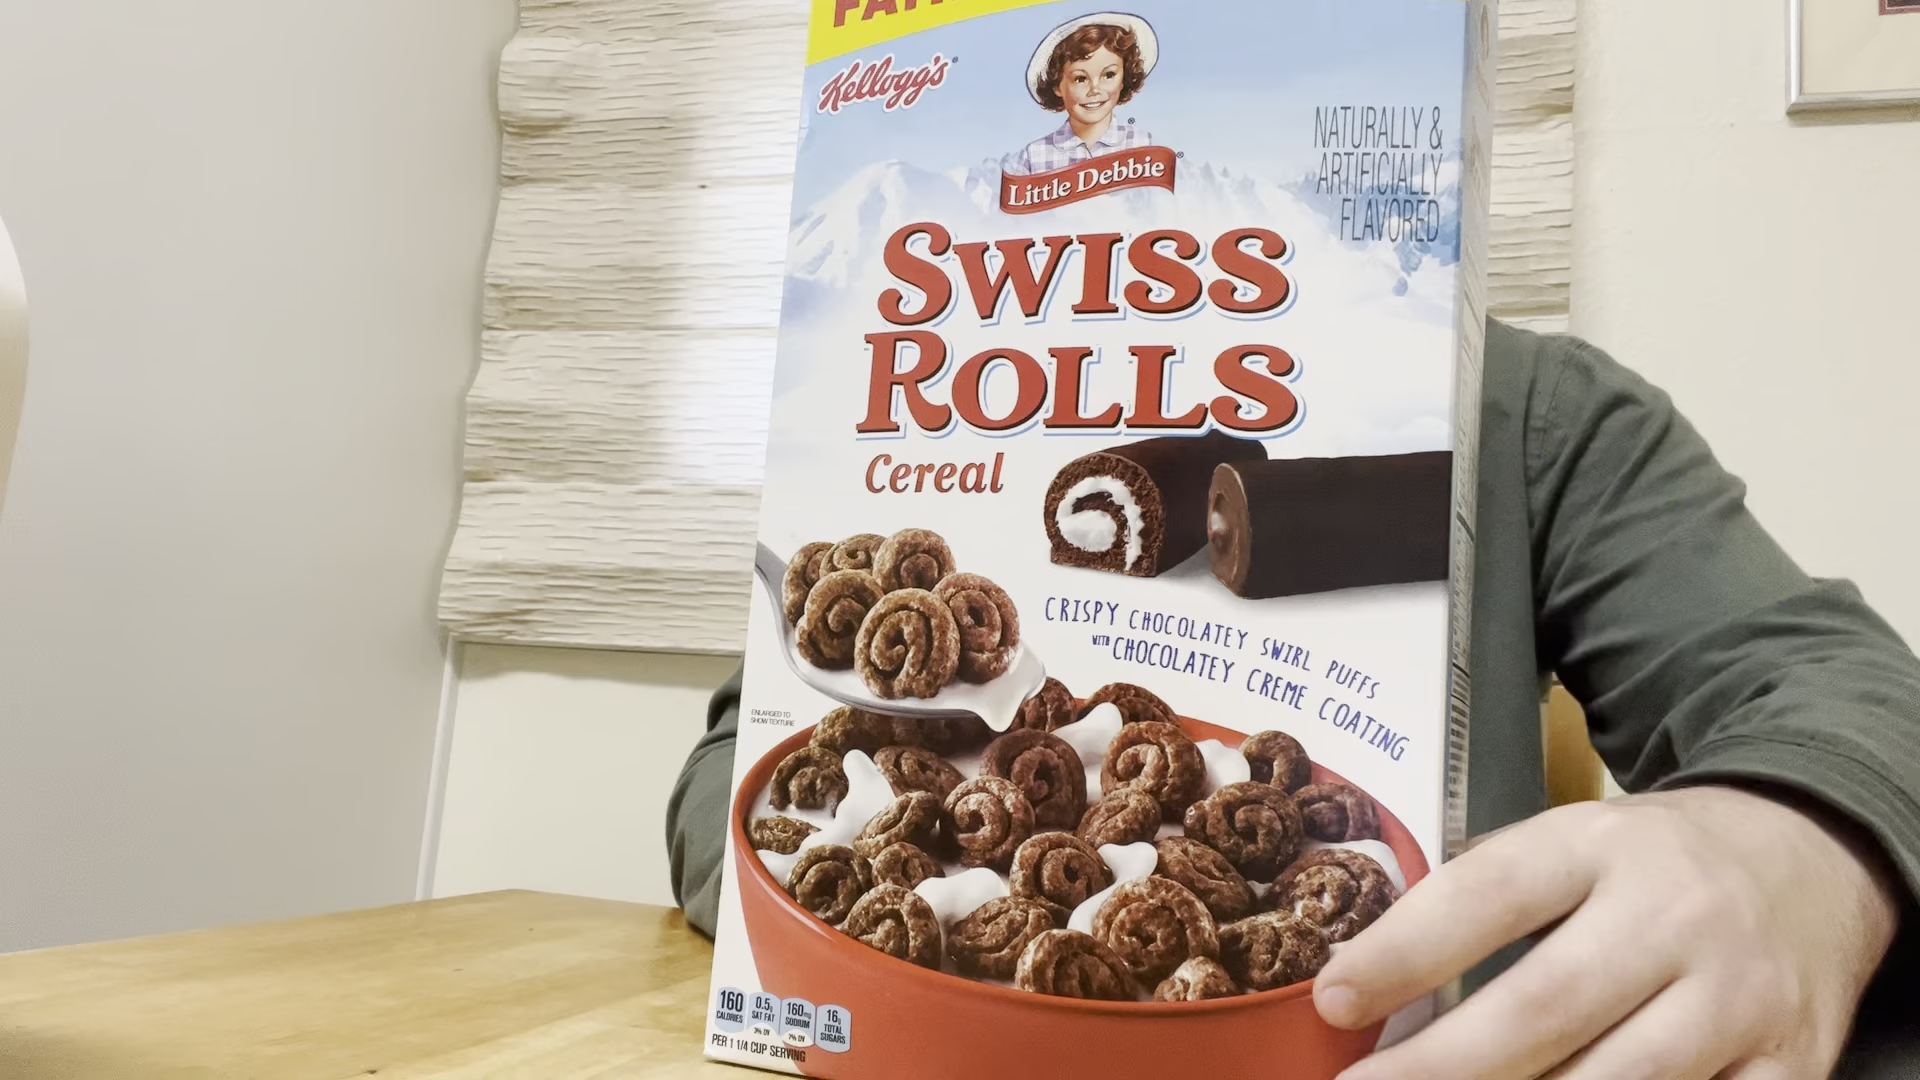 Kellogg's®
Little Debbie®
NATURALLY &
ARTIFICIALLY
FLAVORED
SWISS
ROLLS
Cereal
CRISPY CHOCOLATEY SWIRL PUFFS
WITH CHOCOLATEY CREME COATING
ENLARGED TO
SHOW TEXTURE
160 CALORIES
0.5g SAT FAT 3% DV
160mg SODIUM 7% DV
16g TOTAL SUGARS
PER 1 1/4 CUP SERVING